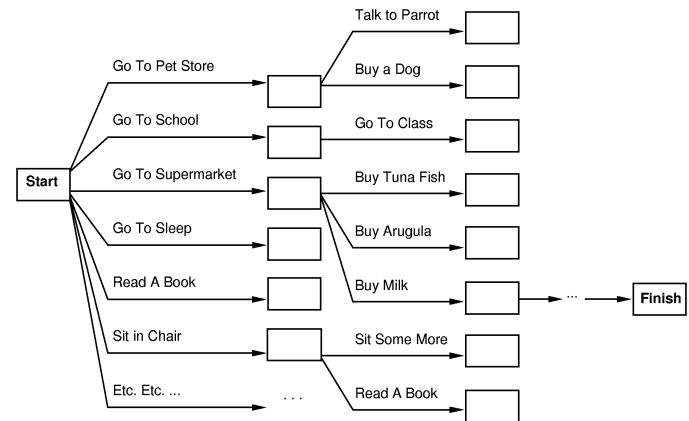 Talk to Parrot
Go To Pet Store
Buy a Dog
Go To School
Go To Class
Go To Supermarket
Buy Tuna Fish
Start
Go To Sleep
Buy Arugula
Read A Book
Buy Milk
...
Finish
Sit in Chair
Sit Some More
Etc. Etc. ...
. . .
Read A Book